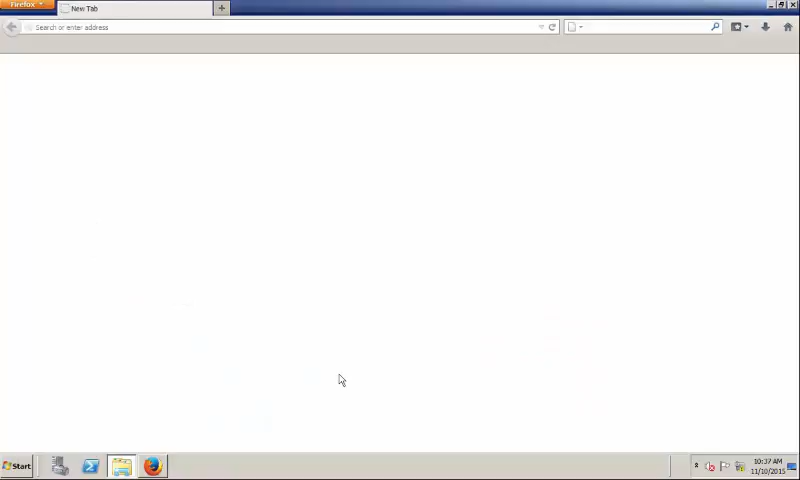 Firefox
New Tab
Search or enter address
Start
10:37 AM
11/10/2015